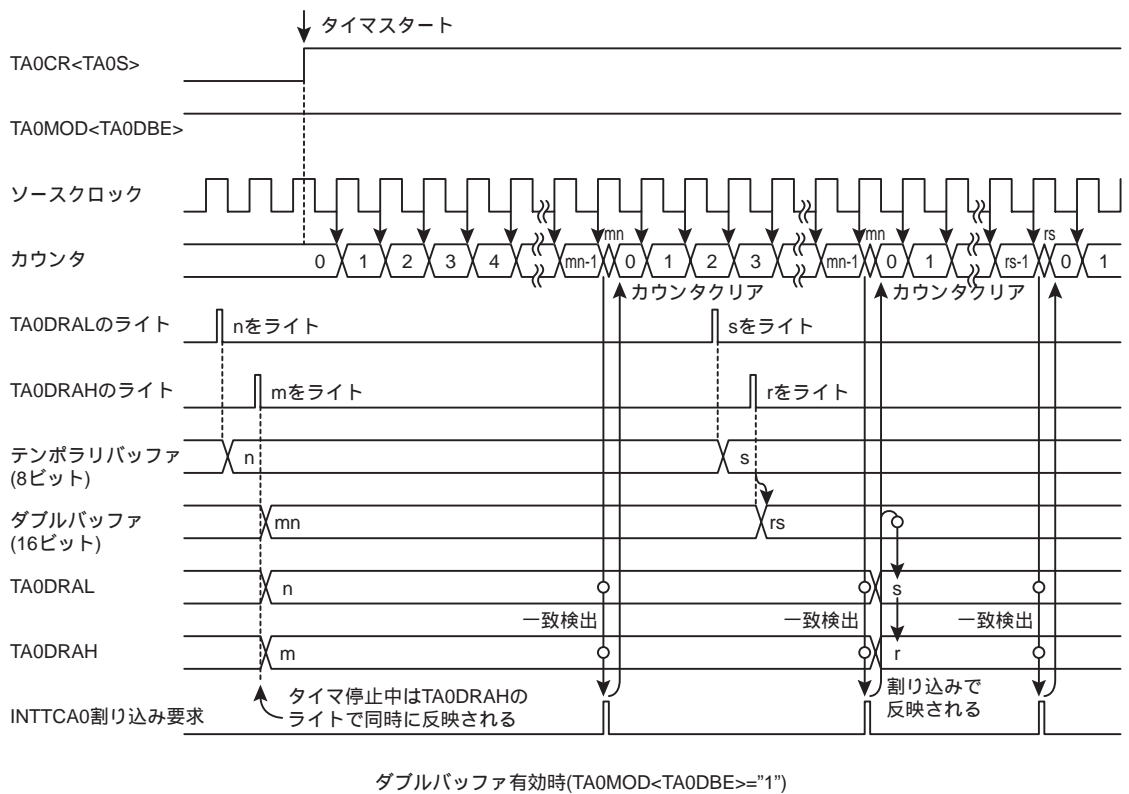 タイマスタート
TA0CR<TA0S>
TA0MOD<TA0DBE>
ソースクロック
mn mn rs
カウンタ 0 1 2 3 4 mn-1 0 1 2 3 mn-1 0 1 rs-1 0 1
カウンタクリア カウンタクリア
TA0DRALのライト nをライト sをライト
TA0DRAHのライト mをライト rをライト
テンポラリバッファ n s
(8ビット)
ダブルバッファ mn rs
(16ビット)
TA0DRAL n s
一致検出 一致検出 一致検出
TA0DRAH m r
タイマ停止中はTA0DRAHの 割り込みで
INTTCA0割り込み要求 ライトで同時に反映される 反映される
ダブルバッファ有効時(TA0MOD<TA0DBE>=”1”)